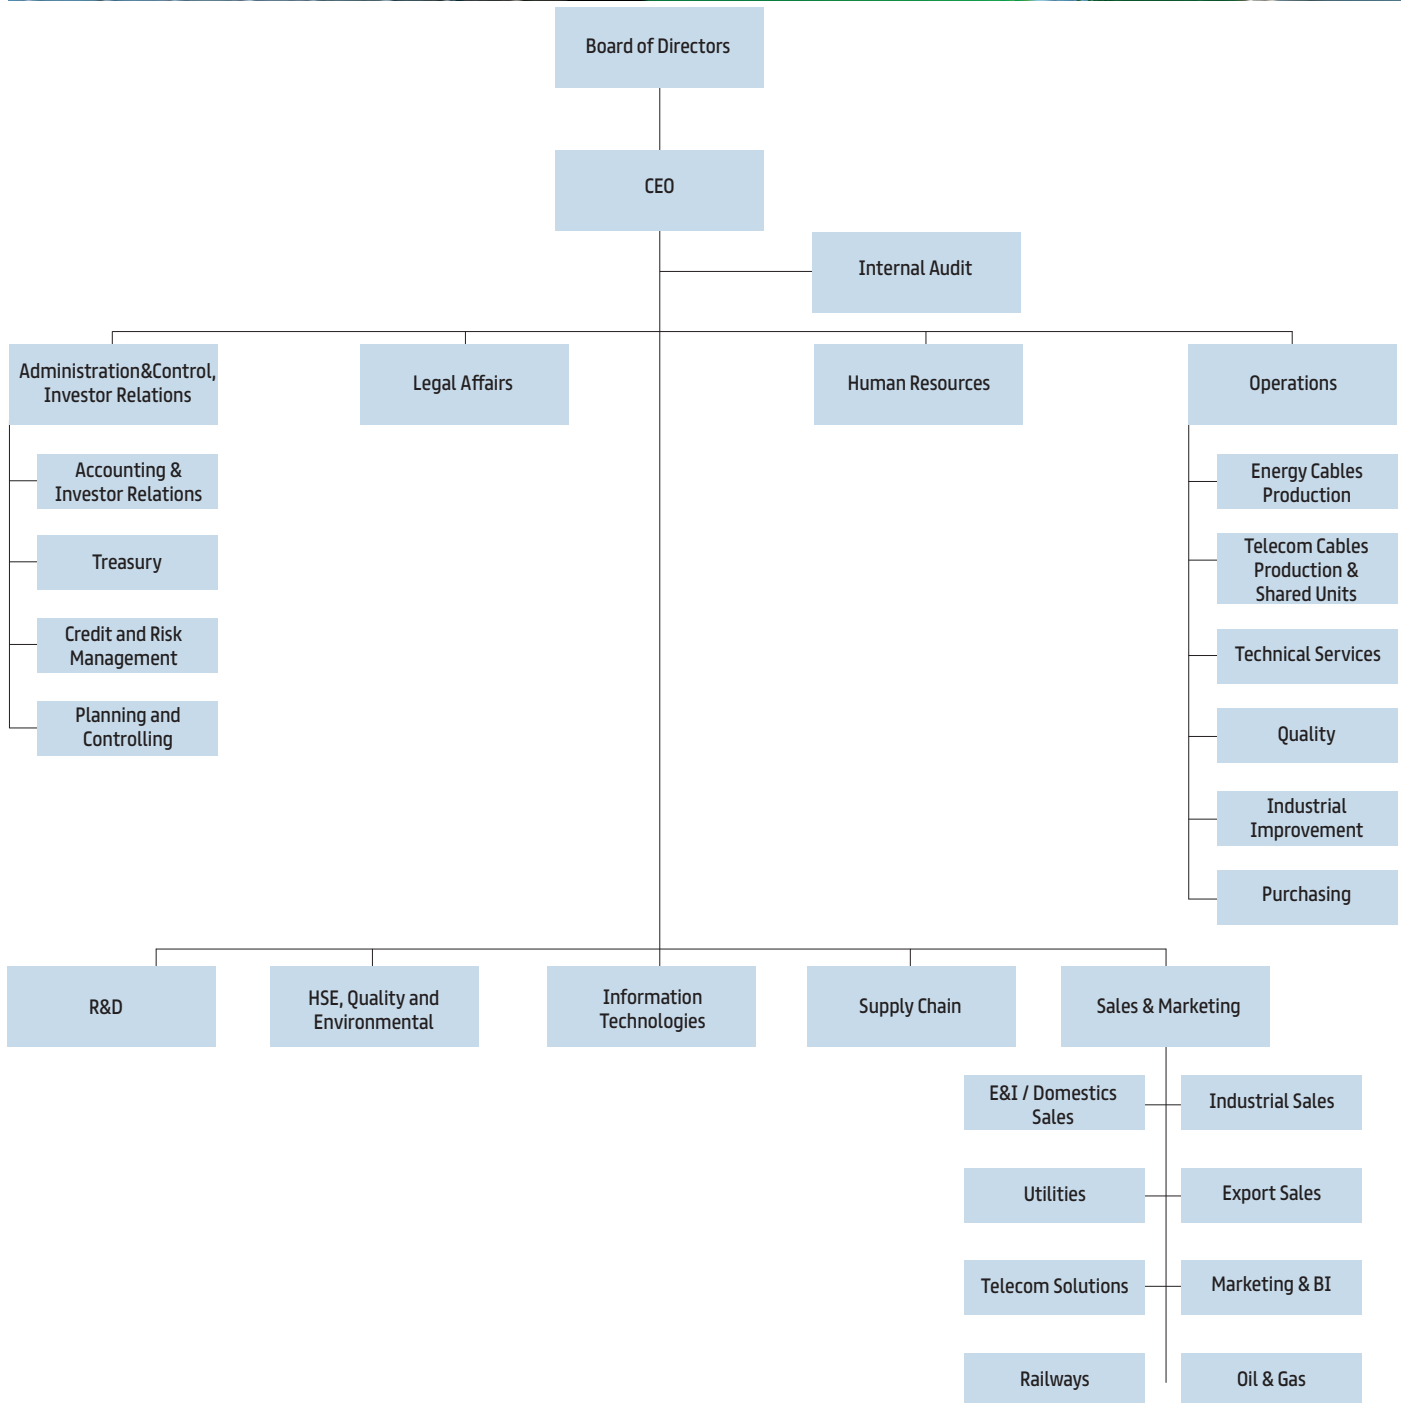 Board of Directors
CEO
Internal Audit
Administration&Control,
Investor Relations
Legal Affairs
Human Resources
Operations
Accounting &
Investor Relations
Treasury
Credit and Risk
Management
Planning and
Controlling
Energy Cables
Production
Telecom Cables
Production &
Shared Units
Technical Services
Quality
Industrial
Improvement
Purchasing
R&D
HSE, Quality and
Environmental
Information
Technologies
Supply Chain
Sales & Marketing
E&I / Domestics
Sales
Industrial Sales
Utilities
Export Sales
Telecom Solutions
Marketing & BI
Railways
Oil & Gas